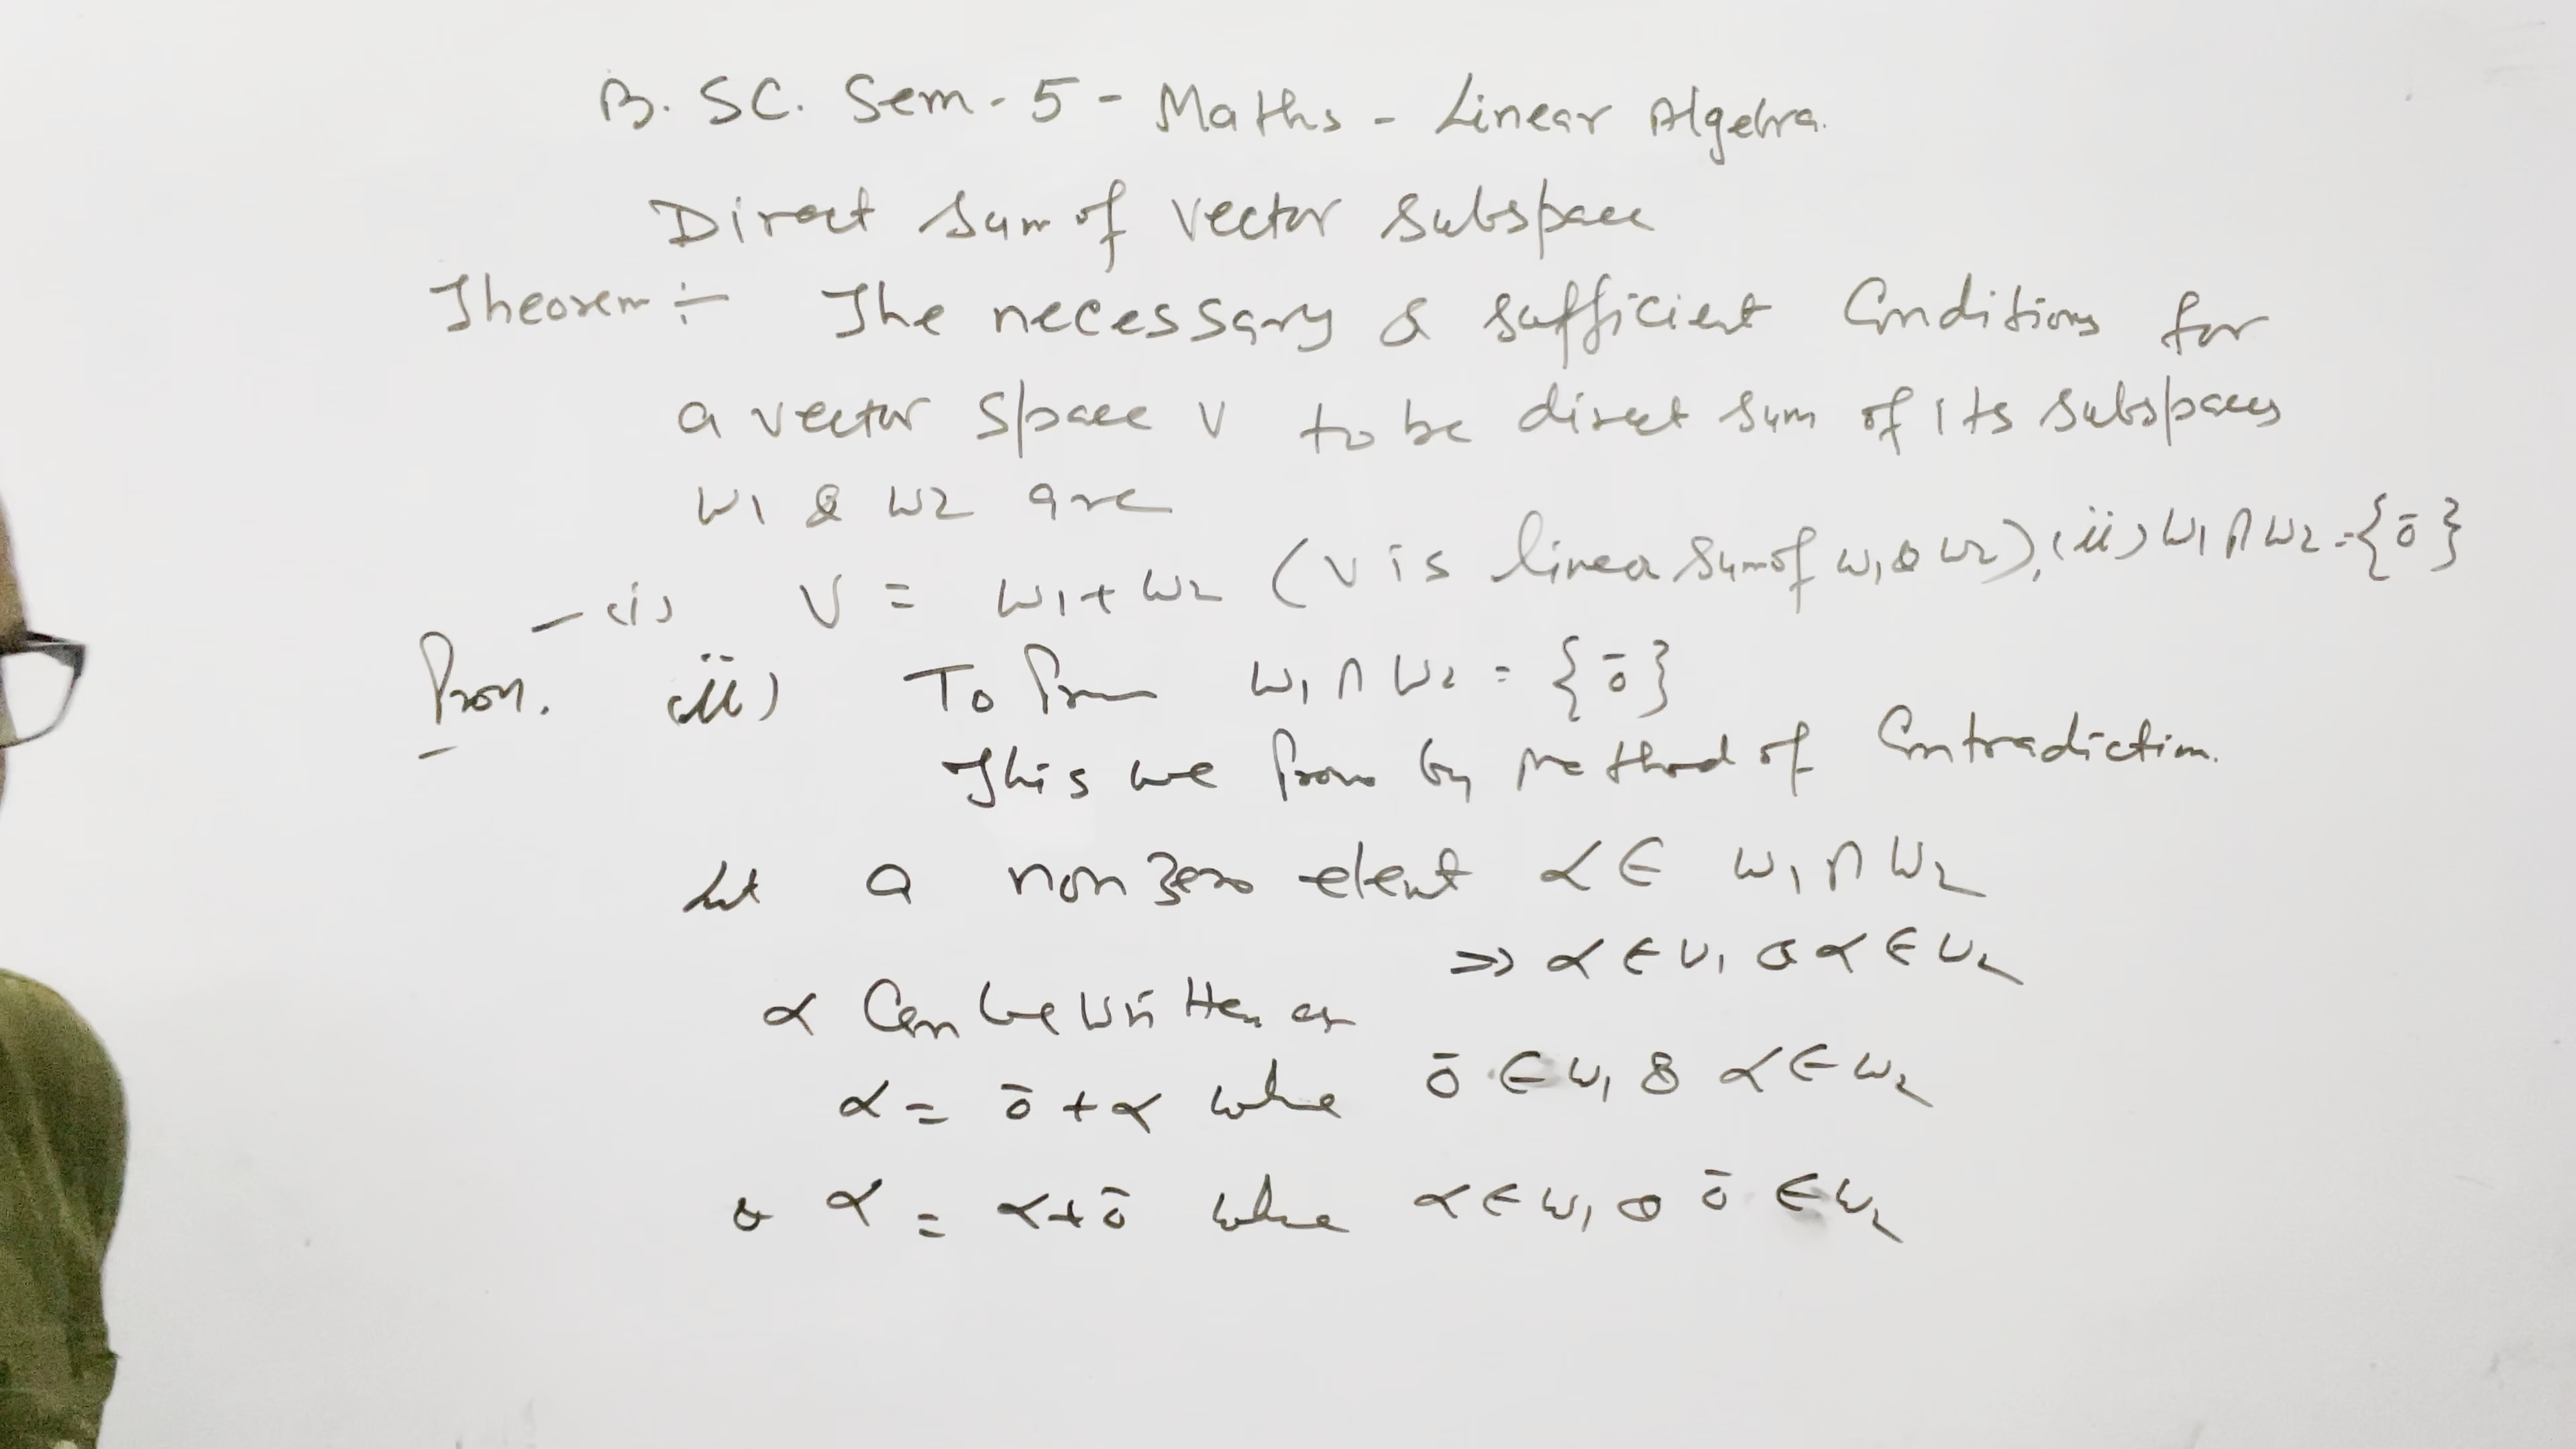 B. SC. Sem - 5 - Maths - Linear Algebra.
Direct Sum of Vector Subspace
Theorem ÷ The necessary & sufficient Conditions for
a vector Space V to be direct sum of its subspaces
W1 & W2 are
(i) V = W1 + W2 (V is linear sum of W1 & W2), (ii) W1 ∩ W2 = {ō}
Proof. (ii) To Prove W1 ∩ W2 = {ō}
This we prove by method of Contradiction.
Let a non zero elent α ∈ W1 ∩ W2
⇒ α ∈ W1 & α ∈ W2
α Can be written as
α = ō + α where ō ∈ W1 & α ∈ W2
& α = α + ō where α ∈ W1 & ō ∈ W2